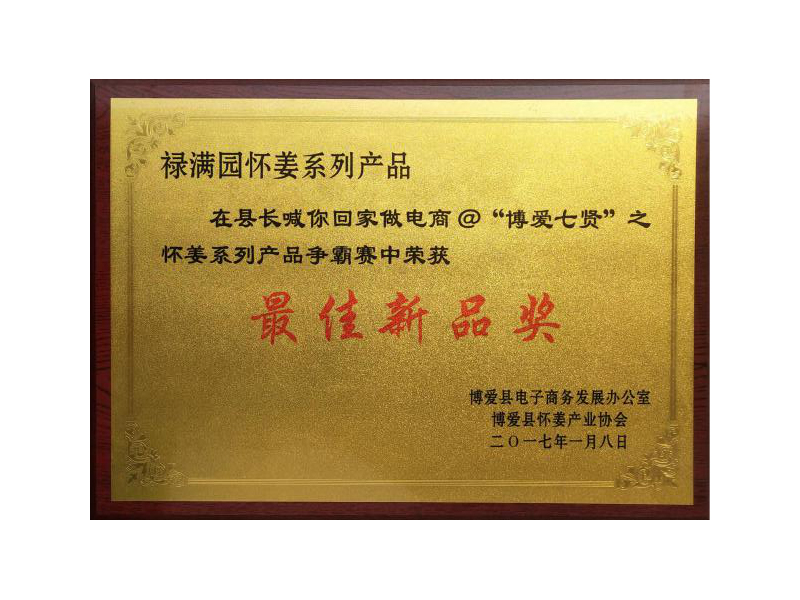 禄满园怀姜系列产品
在县长喊你回家做电商@“博爱七贤”之
怀姜系列产品争霸赛中荣获
最佳新品奖
博爱县电子商务发展办公室
博爱县怀姜产业协会
二〇一七年一月八日